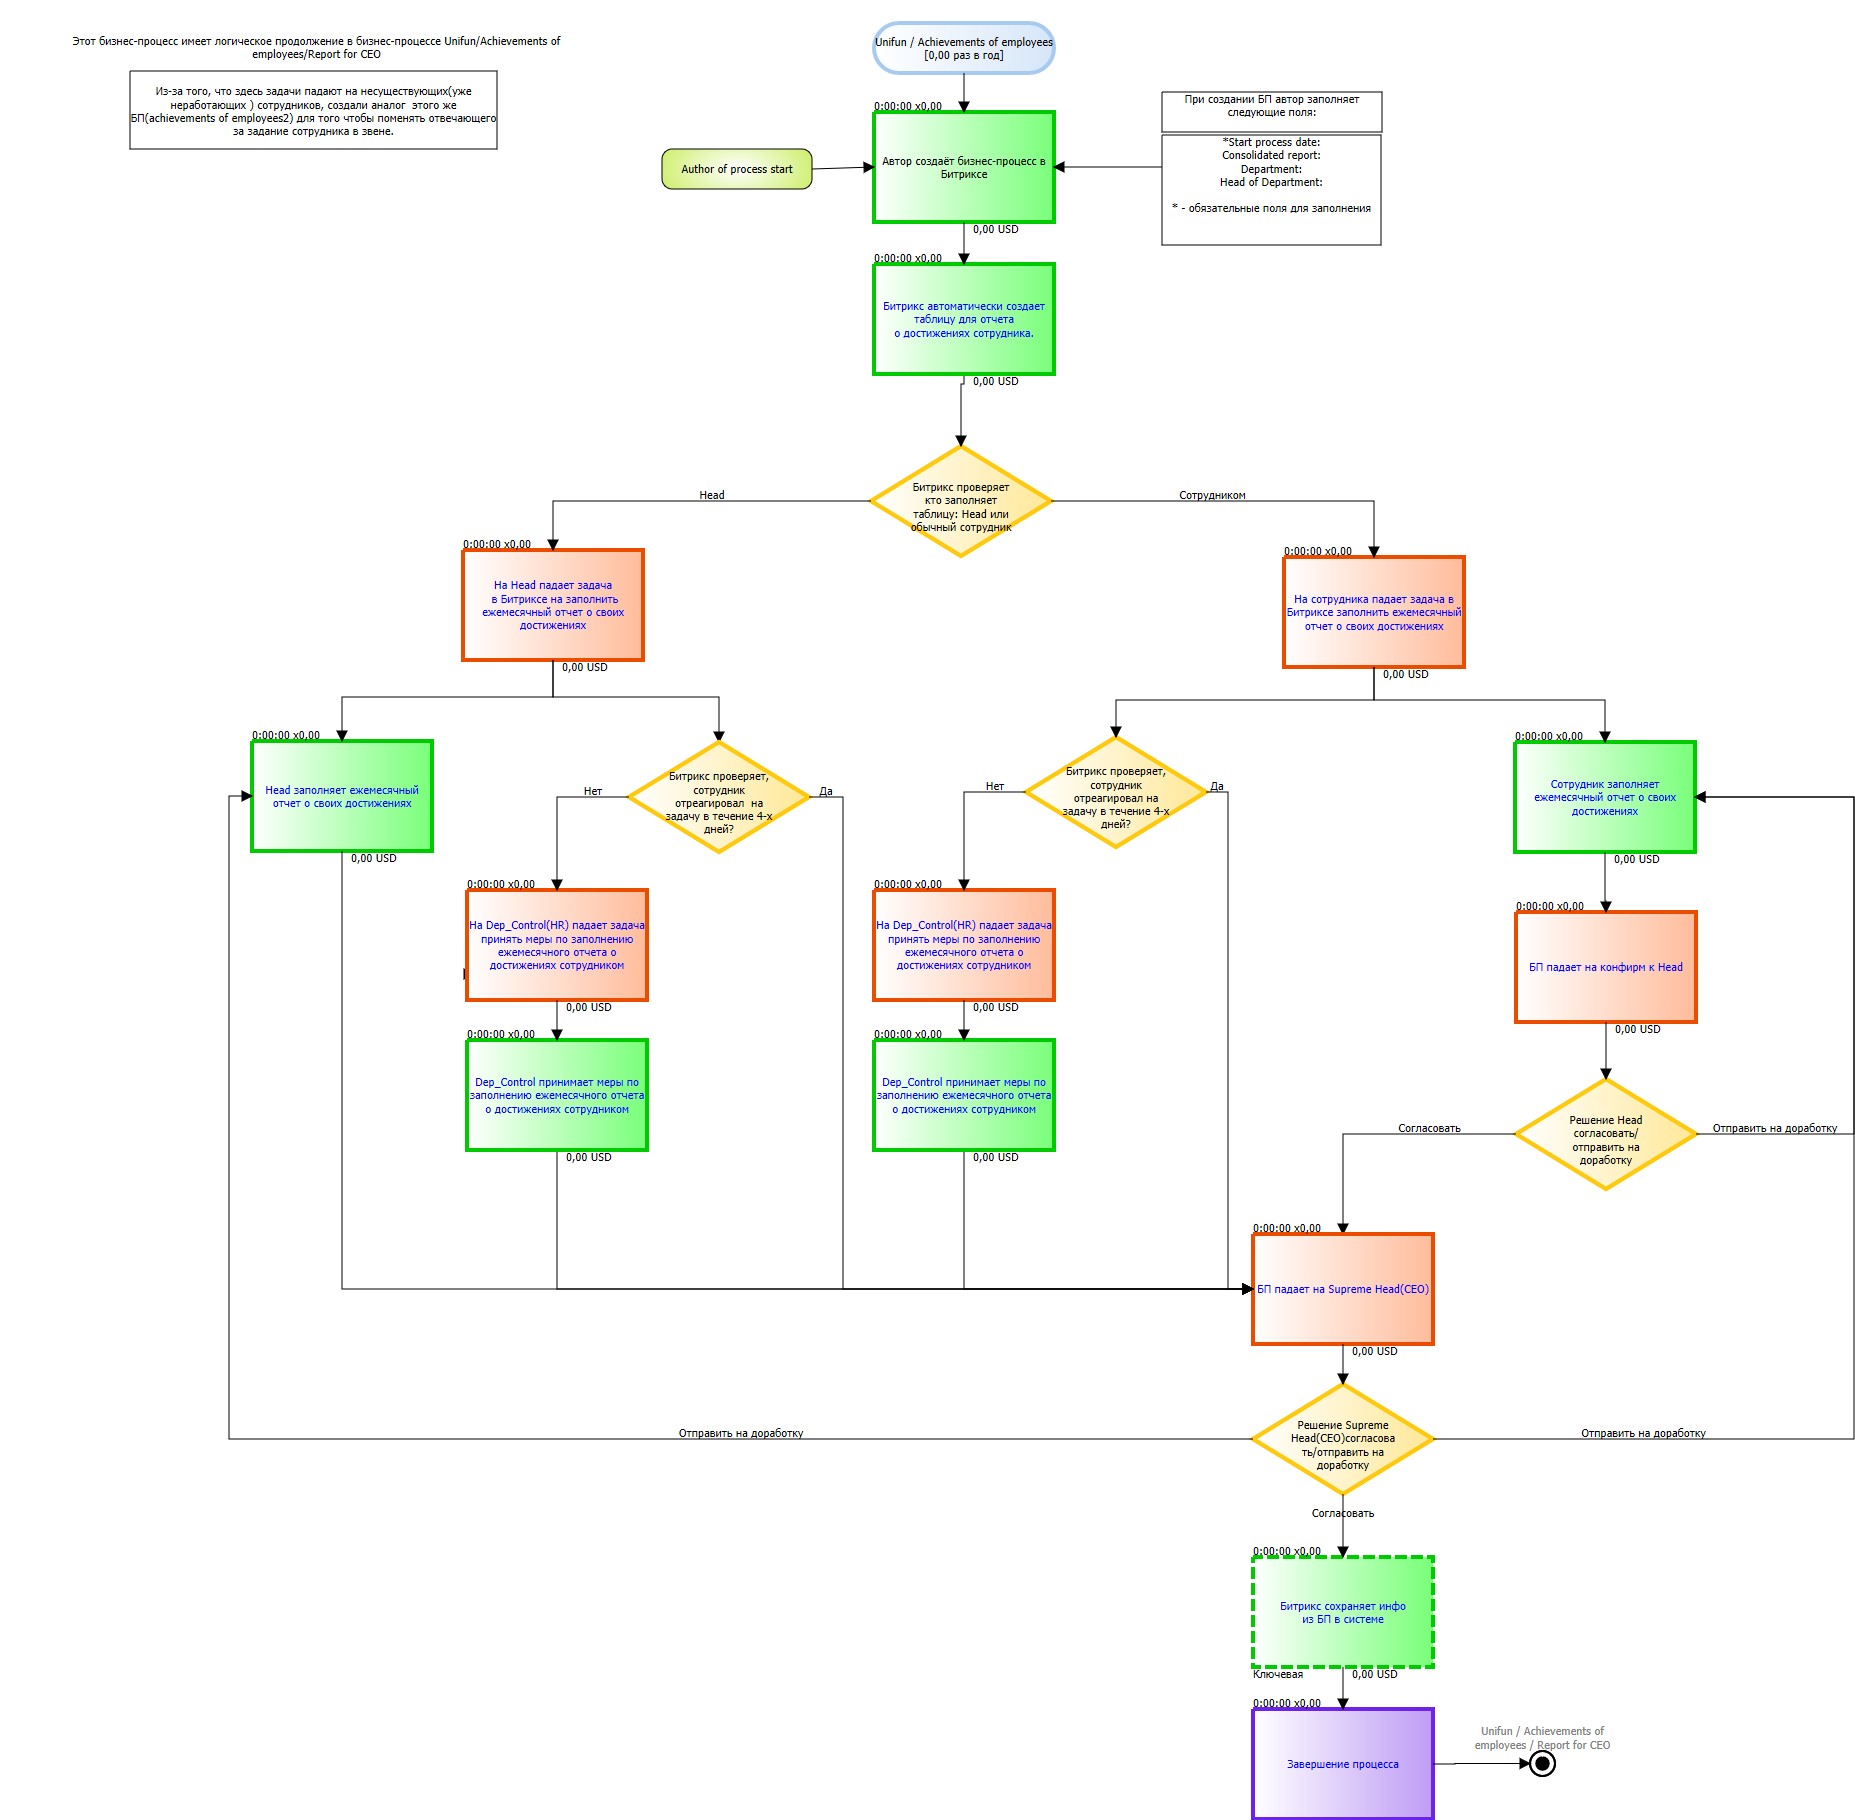 Этот бизнес-процесс имеет логическое продолжение в бизнес-процессе Unifun/Achievements of
employees/Report for CEO
Из-за того, что здесь задачи падают на несуществующих(уже
неработающих ) сотрудников, создали аналог этого же
БП(achievements of employees2) для того чтобы поменять отвечающего
за задание сотрудника в звене.
Unifun / Achievements of employees
[0,00 раз в год]
0:00:00 x0,00
Автор создаёт бизнес-процесс в
Битриксе
0,00 USD
Author of process start
При создании БП автор заполняет
следующие поля:
*Start process date:
Consolidated report:
Department:
Head of Department:
* - обязательные поля для заполнения
0:00:00 x0,00
Битрикс автоматически создает
таблицу для отчета
о достижениях сотрудника.
0,00 USD
Битрикс проверяет
кто заполняет
таблицу: Head или
обычный сотрудник
Head
Сотрудником
0:00:00 x0,00
На Head падает задача
в Битриксе на заполнить
ежемесячный отчет о своих
достижениях
0,00 USD
0:00:00 x0,00
На сотрудника падает задача в
Битриксе заполнить ежемесячный
отчет о своих достижениях
0,00 USD
0:00:00 x0,00
Head заполняет ежемесячный
отчет о своих достижениях
0,00 USD
Битрикс проверяет,
сотрудник
отреагировал на
задачу в течение 4-х
дней?
Нет
Да
Битрикс проверяет,
сотрудник
отреагировал на
задачу в течение 4-х
дней?
Нет
Да
0:00:00 x0,00
Сотрудник заполняет
ежемесячный отчет о своих
достижениях
0,00 USD
0:00:00 x0,00
На Dep_Control(HR) падает задача
принять меры по заполнению
ежемесячного отчета о
достижениях сотрудником
0,00 USD
0:00:00 x0,00
На Dep_Control(HR) падает задача
принять меры по заполнению
ежемесячного отчета о
достижениях сотрудником
0,00 USD
0:00:00 x0,00
БП падает на конфирм к Head
0,00 USD
0:00:00 x0,00
Dep_Control принимает меры по
заполнению ежемесячного отчета
о достижениях сотрудником
0,00 USD
0:00:00 x0,00
Dep_Control принимает меры по
заполнению ежемесячного отчета
о достижениях сотрудником
0,00 USD
Решение Head
согласовать/
отправить на
доработку
Согласовать
Отправить на доработку
0:00:00 x0,00
БП падает на Supreme Head(CEO)
0,00 USD
Решение Supreme
Head(CEO)согласова
ть/отправить на
доработку
Отправить на доработку
Отправить на доработку
Согласовать
0:00:00 x0,00
Битрикс сохраняет инфо
из БП в системе
Ключевая
0,00 USD
0:00:00 x0,00
Завершение процесса
Unifun / Achievements of
employees / Report for CEO